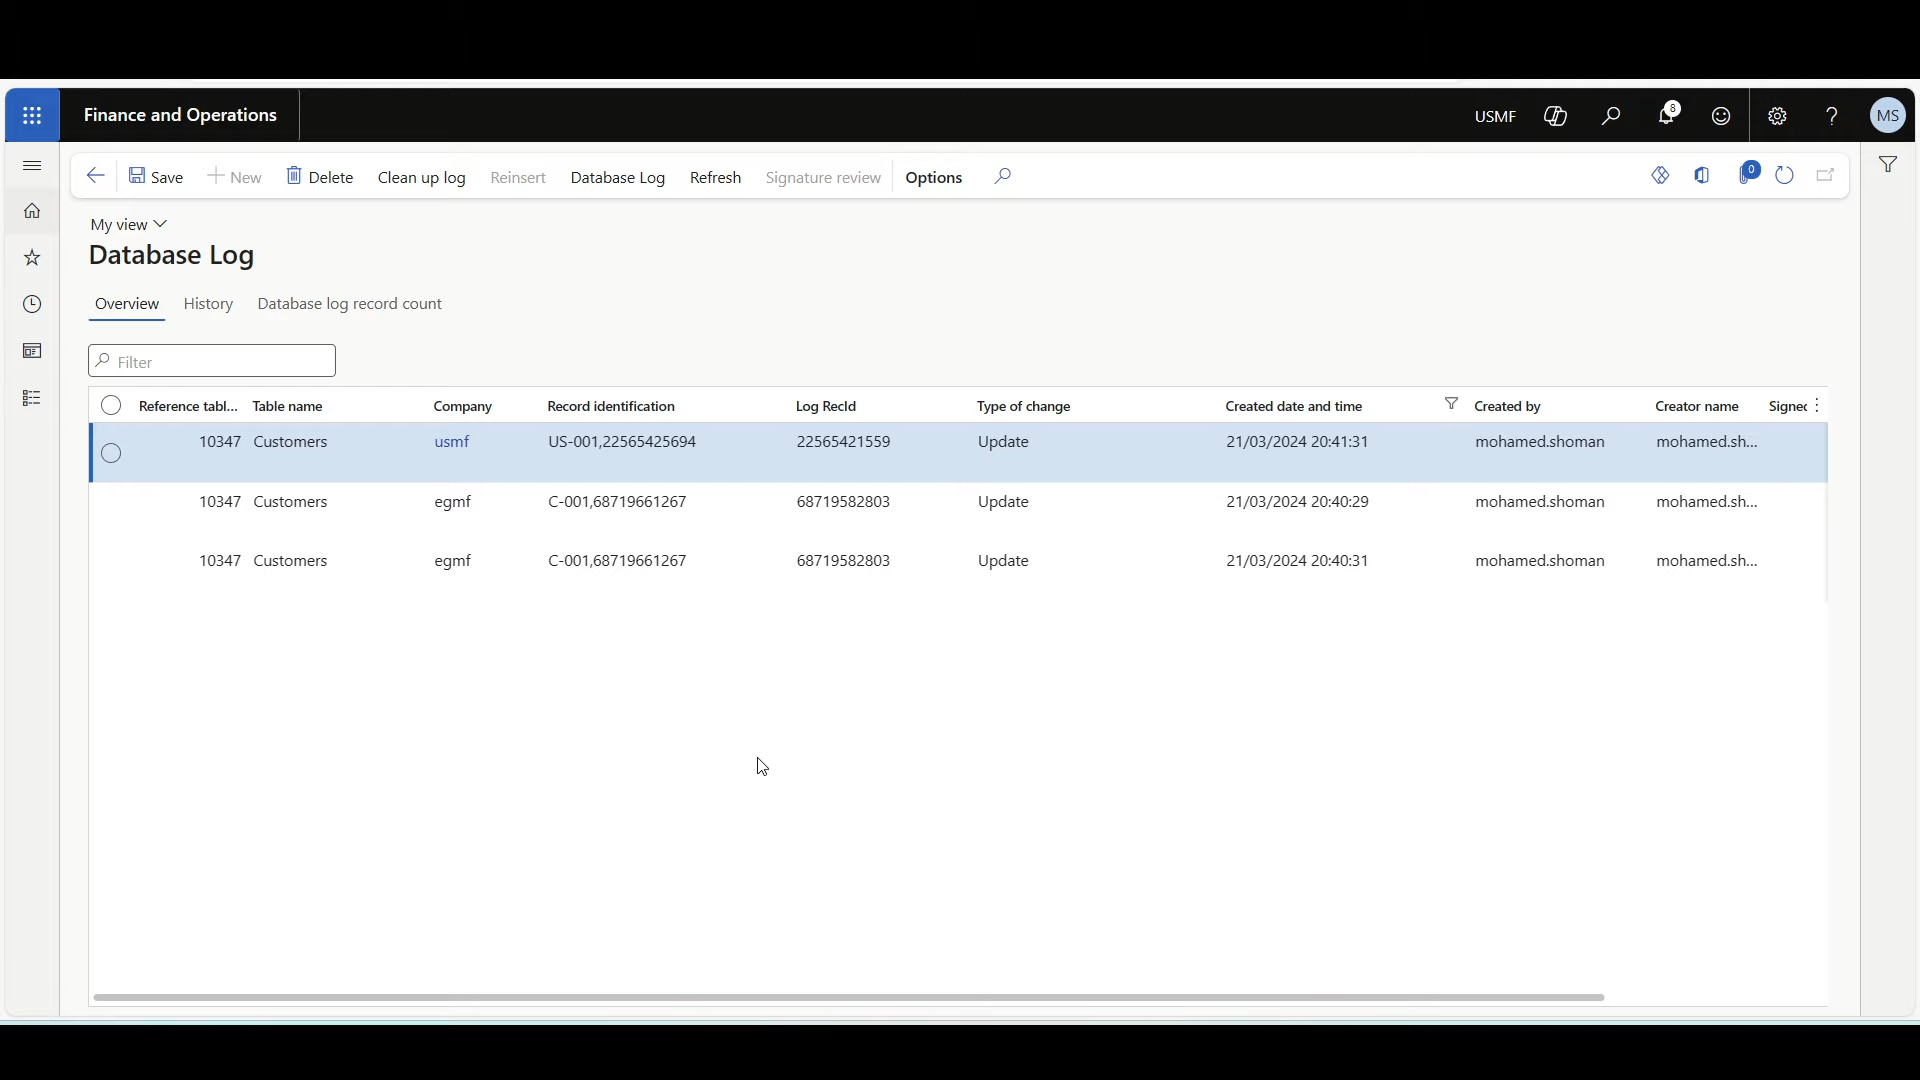 Finance and Operations USMF 8 ? MS
Save New Delete Clean up log Reinsert Database Log Refresh Signature review Options 0
My view
Database Log
Overview History Database log record count
Filter
Reference tabl... Table name Company Record identification Log RecId Type of change Created date and time Created by Creator name Signed
10347 Customers usmf US-001,22565425694 22565421559 Update 21/03/2024 20:41:31 mohamed.shoman mohamed.sh...
10347 Customers egmf C-001,68719661267 68719582803 Update 21/03/2024 20:40:29 mohamed.shoman mohamed.sh...
10347 Customers egmf C-001,68719661267 68719582803 Update 21/03/2024 20:40:31 mohamed.shoman mohamed.sh...